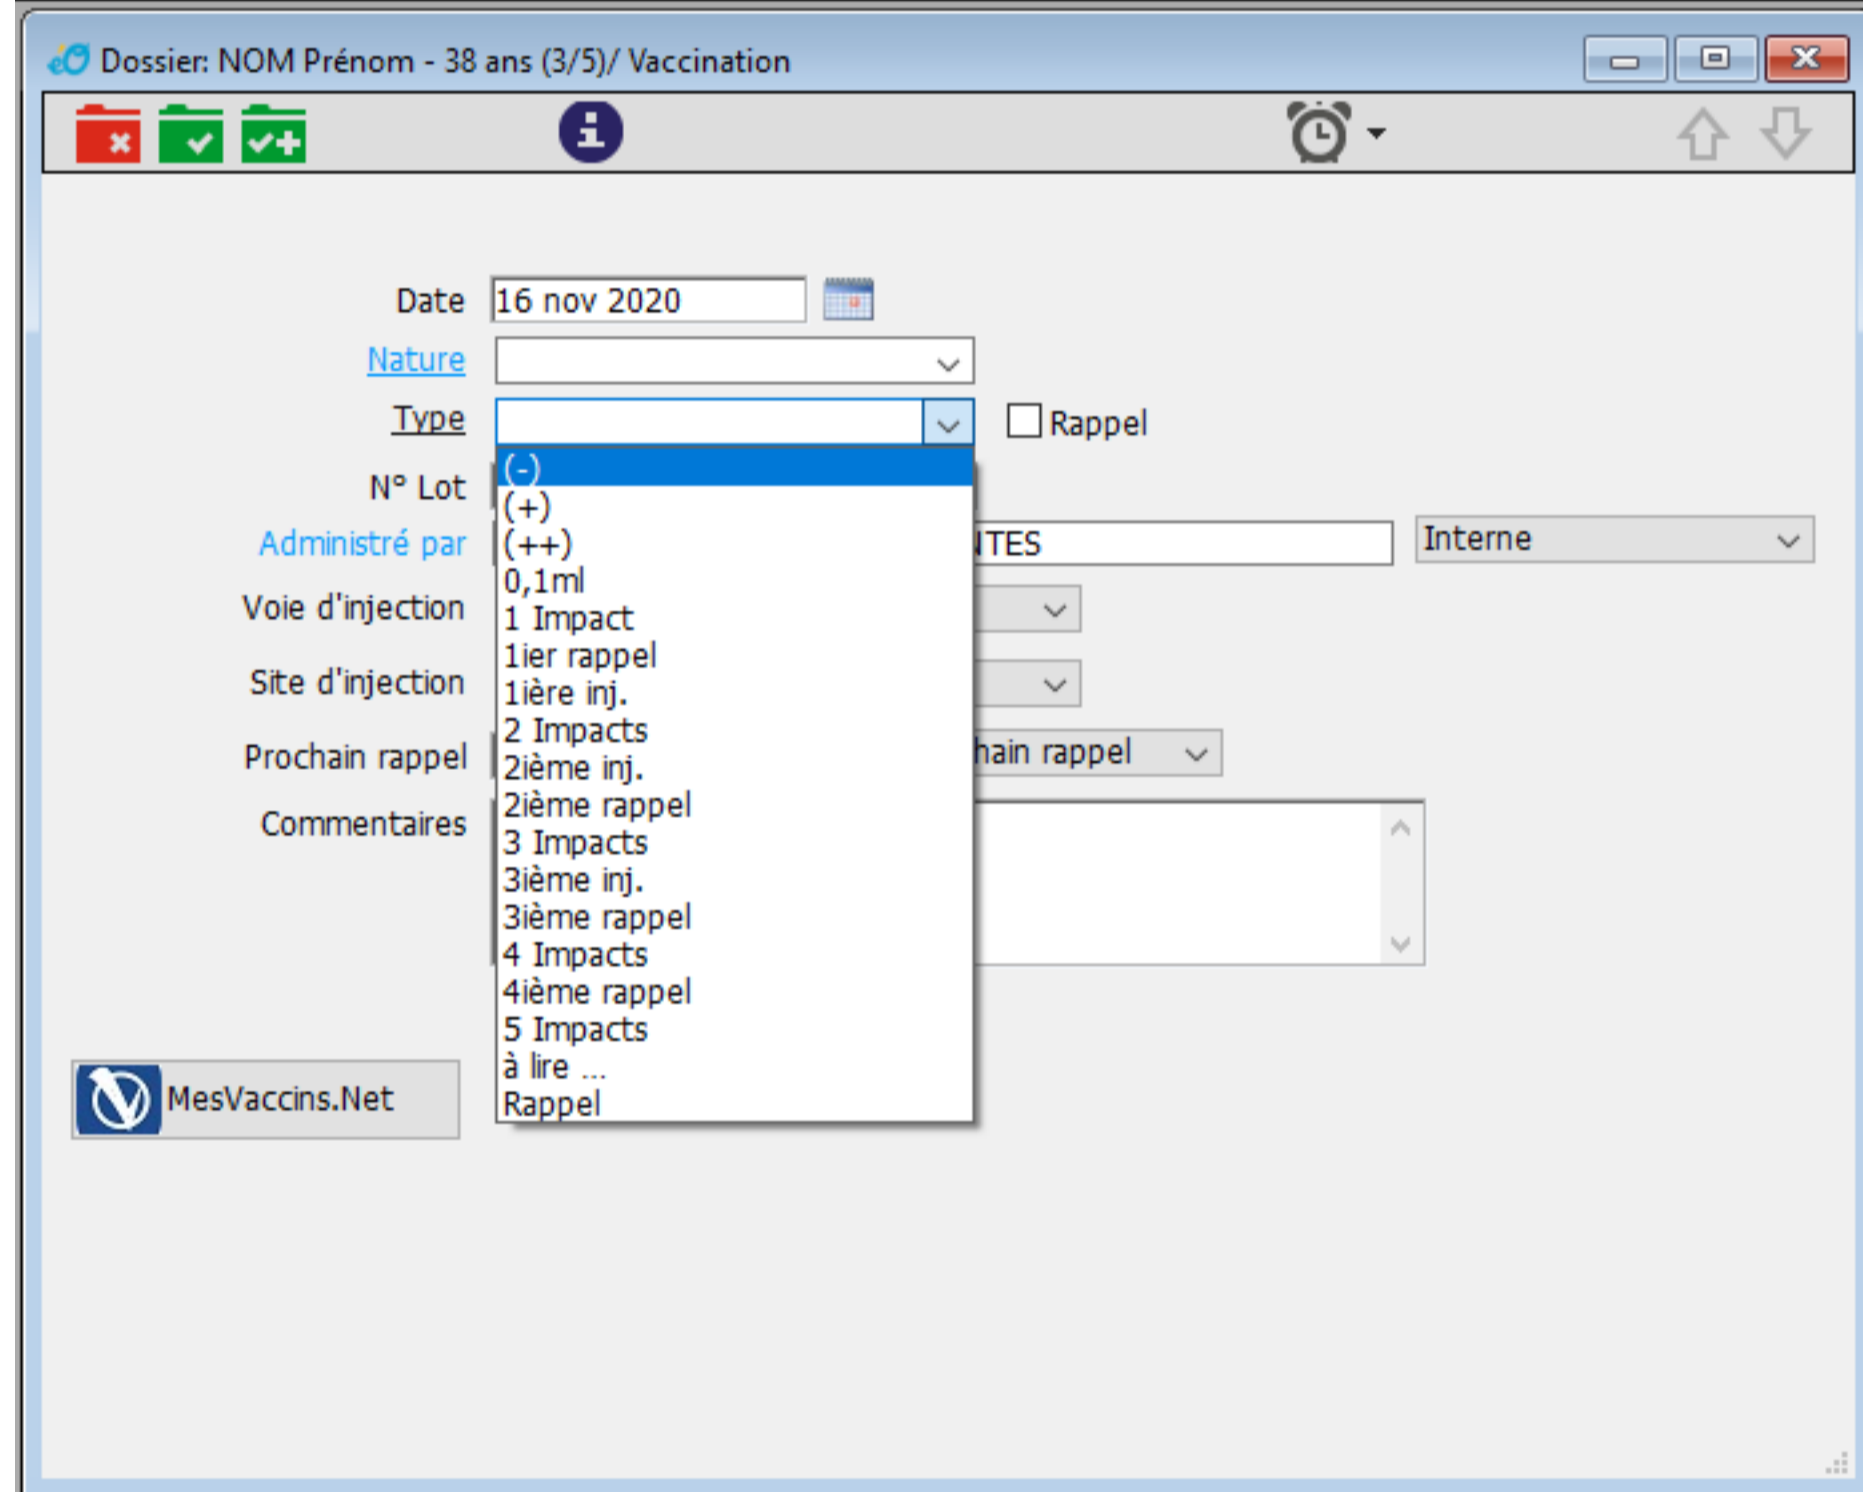 Dossier: NOM Prénom - 38 ans (3/5)/ Vaccination
Date 16 nov 2020
Nature
Type Rappel
N° Lot
Administré par NTES Interne
Voie d'injection
Site d'injection
Prochain rappel hain rappel
Commentaires
(-)
(+)
(++)
0,1ml
1 Impact
1ier rappel
1ière inj.
2 Impacts
2ième inj.
2ième rappel
3 Impacts
3ième inj.
3ième rappel
4 Impacts
4ième rappel
5 Impacts
à lire ...
Rappel
MesVaccins.Net